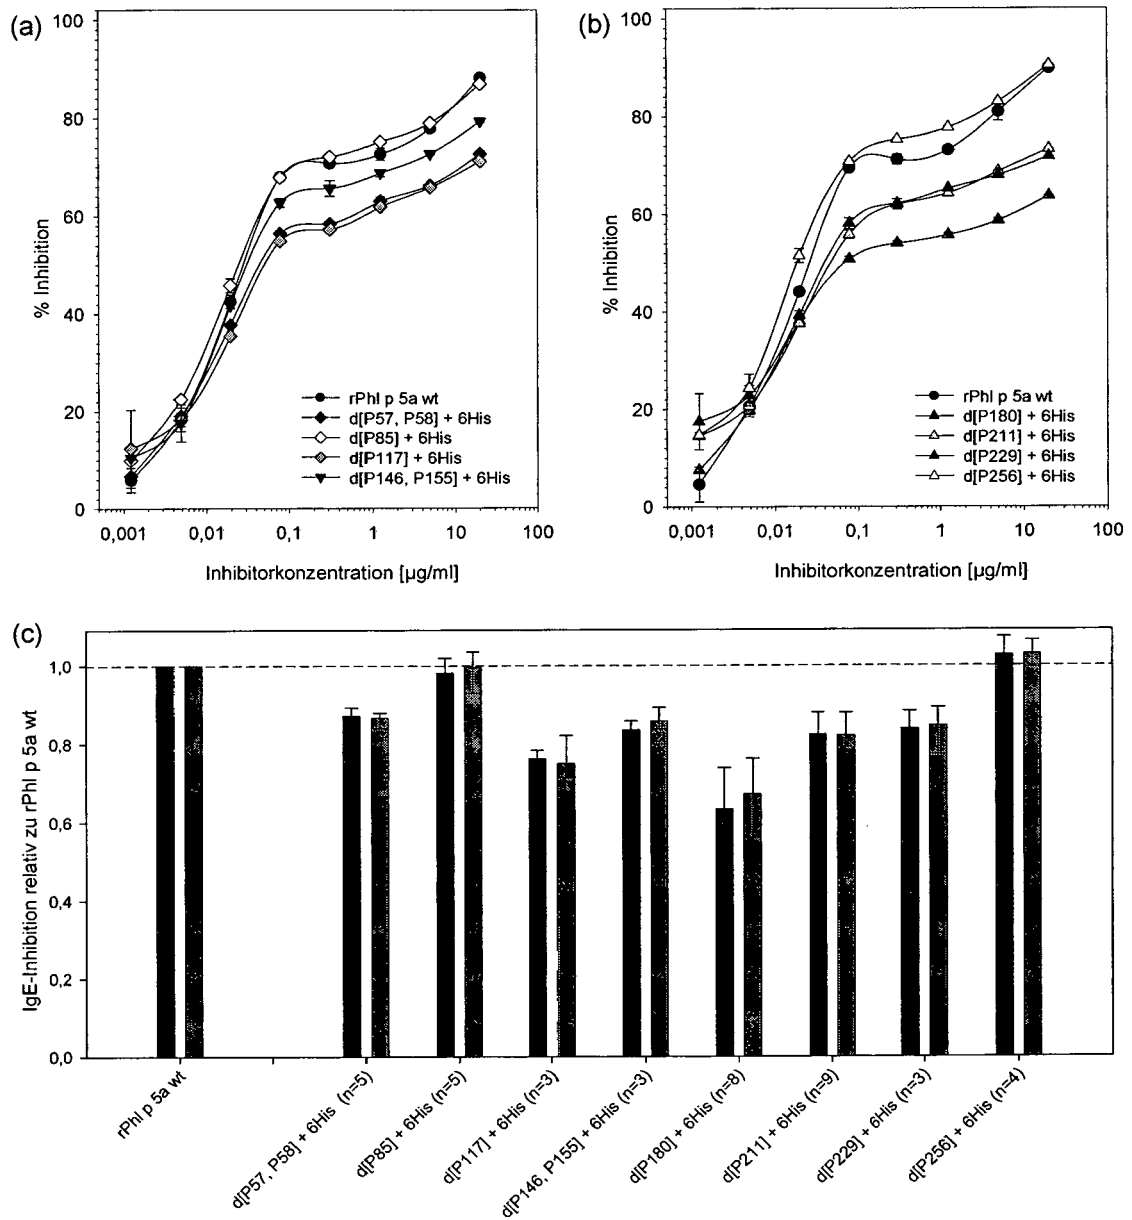 (a)
100
80
60
40
20
0
% Inhibition
rPhl p 5a wt
d[P57, P58] + 6His
d[P85] + 6His
d[P117] + 6His
d[P146, P155] + 6His
0,001
0,01
0,1
1
10
100
Inhibitorkonzentration [µg/ml]
(b)
100
80
60
40
20
0
% Inhibition
rPhl p 5a wt
d[P180] + 6His
d[P211] + 6His
d[P229] + 6His
d[P256] + 6His
0,001
0,01
0,1
1
10
100
Inhibitorkonzentration [µg/ml]
(c)
1,0
0,8
0,6
0,4
0,2
0,0
IgE-Inhibition relativ zu rPhl p 5a wt
rPhl p 5a wt
d[P57, P58] + 6His (n=5)
d[P85] + 6His (n=5)
d[P117] + 6His (n=3)
d[P146, P155] + 6His (n=3)
d[P180] + 6His (n=8)
d[P211] + 6His (n=9)
d[P229] + 6His (n=3)
d[P256] + 6His (n=4)